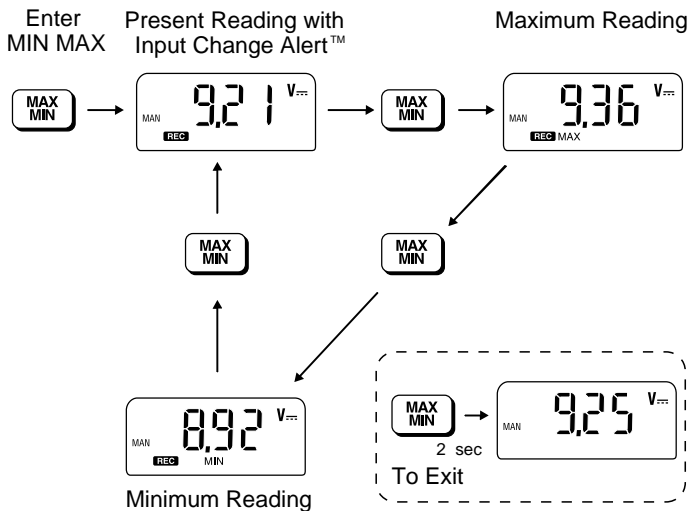 Enter
MIN MAX
Present Reading with
Input Change Alert™
Maximum Reading
MAX
MIN
MAN
9.21
V
REC
MAX
MIN
MAN
9.36
V
REC MAX
MAX
MIN
MAX
MIN
MAN
8.92
V
REC MIN
Minimum Reading
MAX
MIN
2 sec
To Exit
MAN
9.25
V